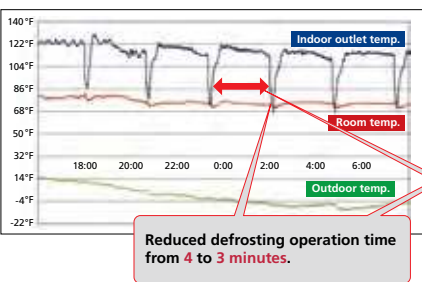 140°F
122°F
Indoor outlet temp.
104°F
86°F
68°F
Room temp.
50°F
32°F
18:00 20:00 22:00 0:00 2:00 4:00 6:00
14°F
Outdoor temp.
-4°F
-22°F
Reduced defrosting operation time
from 4 to 3 minutes.